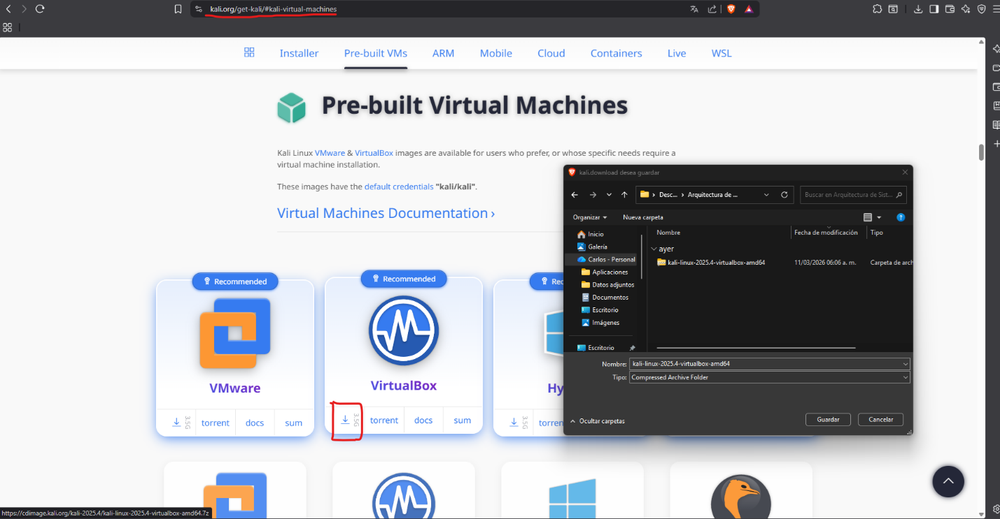 kali.org/get-kali/#kali-virtual-machines
Installer Pre-built VMs ARM Mobile Cloud Containers Live WSL
Pre-built Virtual Machines
Kali Linux VMware & VirtualBox images are available for users who prefer, or whose specific needs require a
virtual machine installation.
These images have the default credentials "kali/kali".
Virtual Machines Documentation ›
Recommended
VMware
3.5G torrent docs sum
Recommended
VirtualBox
3.5G torrent docs sum
Rec
Hy
3.5G torren
kali.download desea guardar
Desc... Arquitectura de ...
Buscar en Arquitectura de Sist...
Organizar Nueva carpeta
Inicio
Galería
Carlos - Personal
Aplicaciones
Datos adjuntos
Documentos
Escritorio
Imágenes
Escritorio
Nombre Fecha de modificación Tipo
ayer
kali-linux-2025.4-virtualbox-amd64 11/03/2026 06:06 a. m. Carpeta de arch
Nombre: kali-linux-2025.4-virtualbox-amd64
Tipo: Compressed Archive Folder
Ocultar carpetas Guardar Cancelar
https://cdimage.kali.org/kali-2025.4/kali-linux-2025.4-virtualbox-amd64.7z